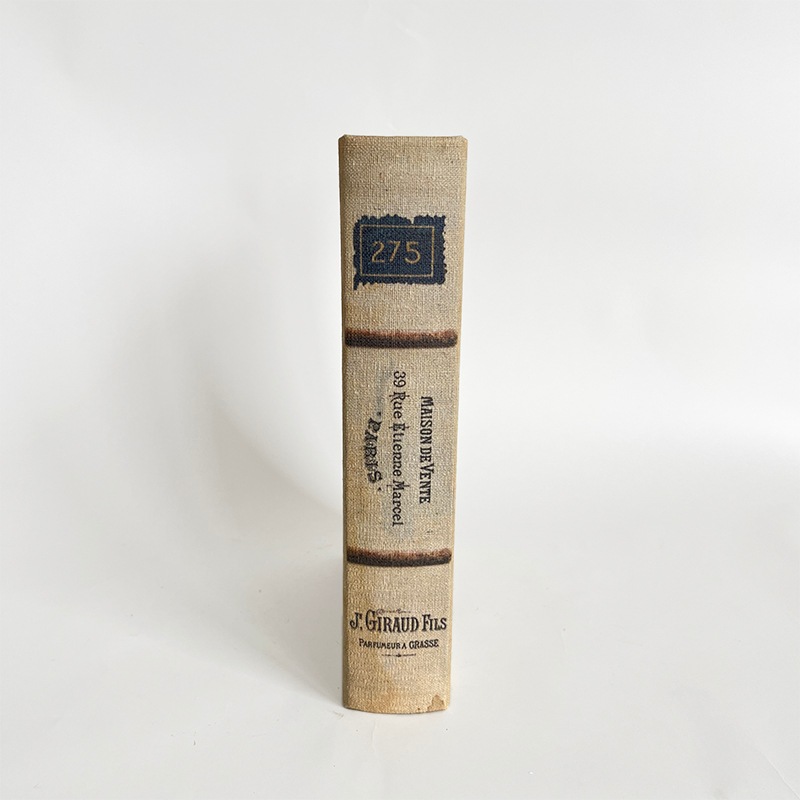 275
MAISON DE VENTE
39 Rue Etienne Marcel
· PARIS ·
J. GIRAUD FILS
PARFUMEUR A GRASSE